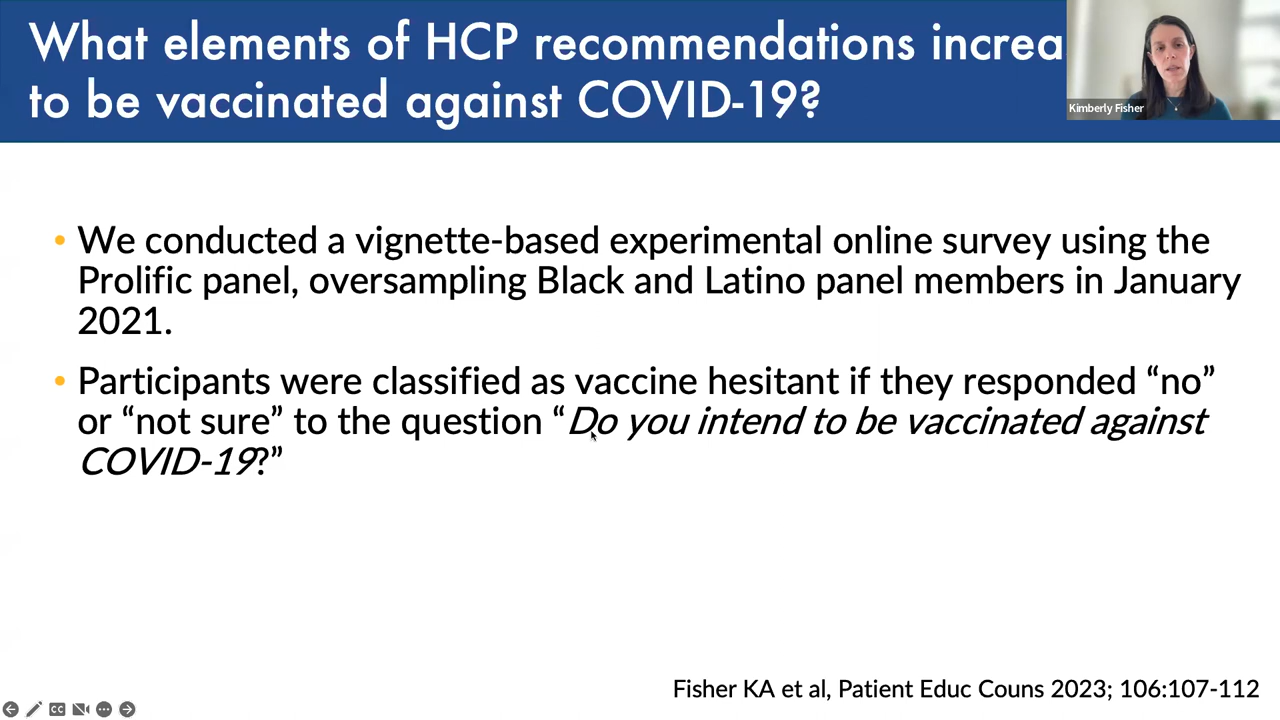 What elements of HCP recommendations increa
to be vaccinated against COVID-19?
Kimberly Fisher
• We conducted a vignette-based experimental online survey using the
Prolific panel, oversampling Black and Latino panel members in January
2021.
• Participants were classified as vaccine hesitant if they responded “no”
or “not sure” to the question “Do you intend to be vaccinated against
COVID-19?”
Fisher KA et al, Patient Educ Couns 2023; 106:107-112
CC